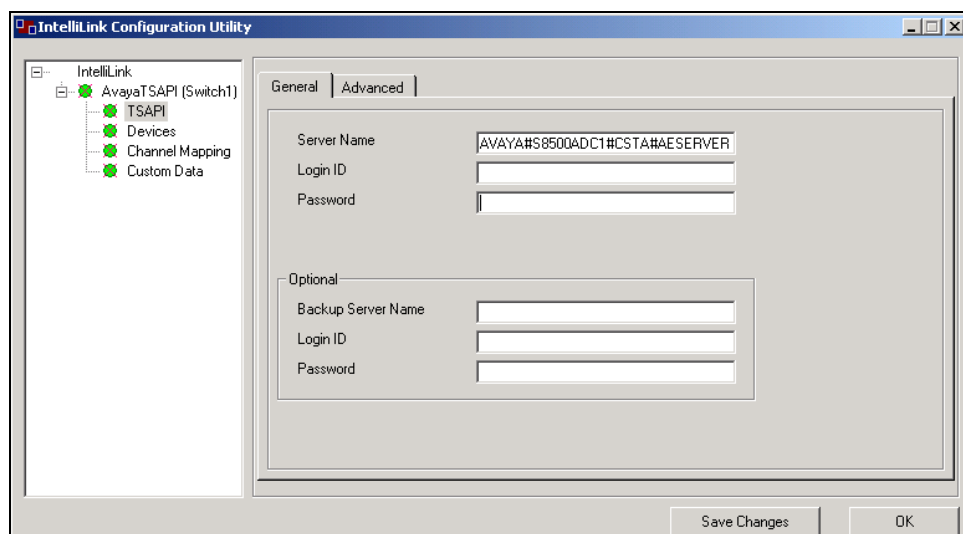 IntelliLink Configuration Utility
IntelliLink
AvayaTSAPI (Switch1)
TSAPI
Devices
Channel Mapping
Custom Data
General
Advanced
Server Name
AVAYA#S8500ADC1#CSTA#AESERVER
Login ID
Password
Optional
Backup Server Name
Login ID
Password
Save Changes
OK